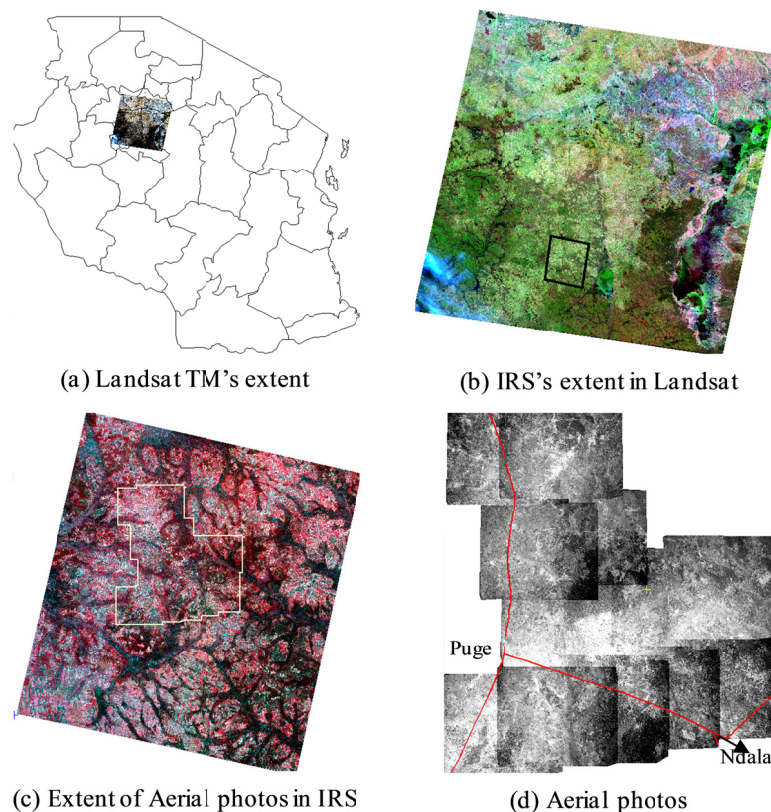 (a) Landsat TM's extent
(b) IRS's extent in Landsat
Puge
Ndala
(c) Extent of Aerial photos in IRS
(d) Aerial photos